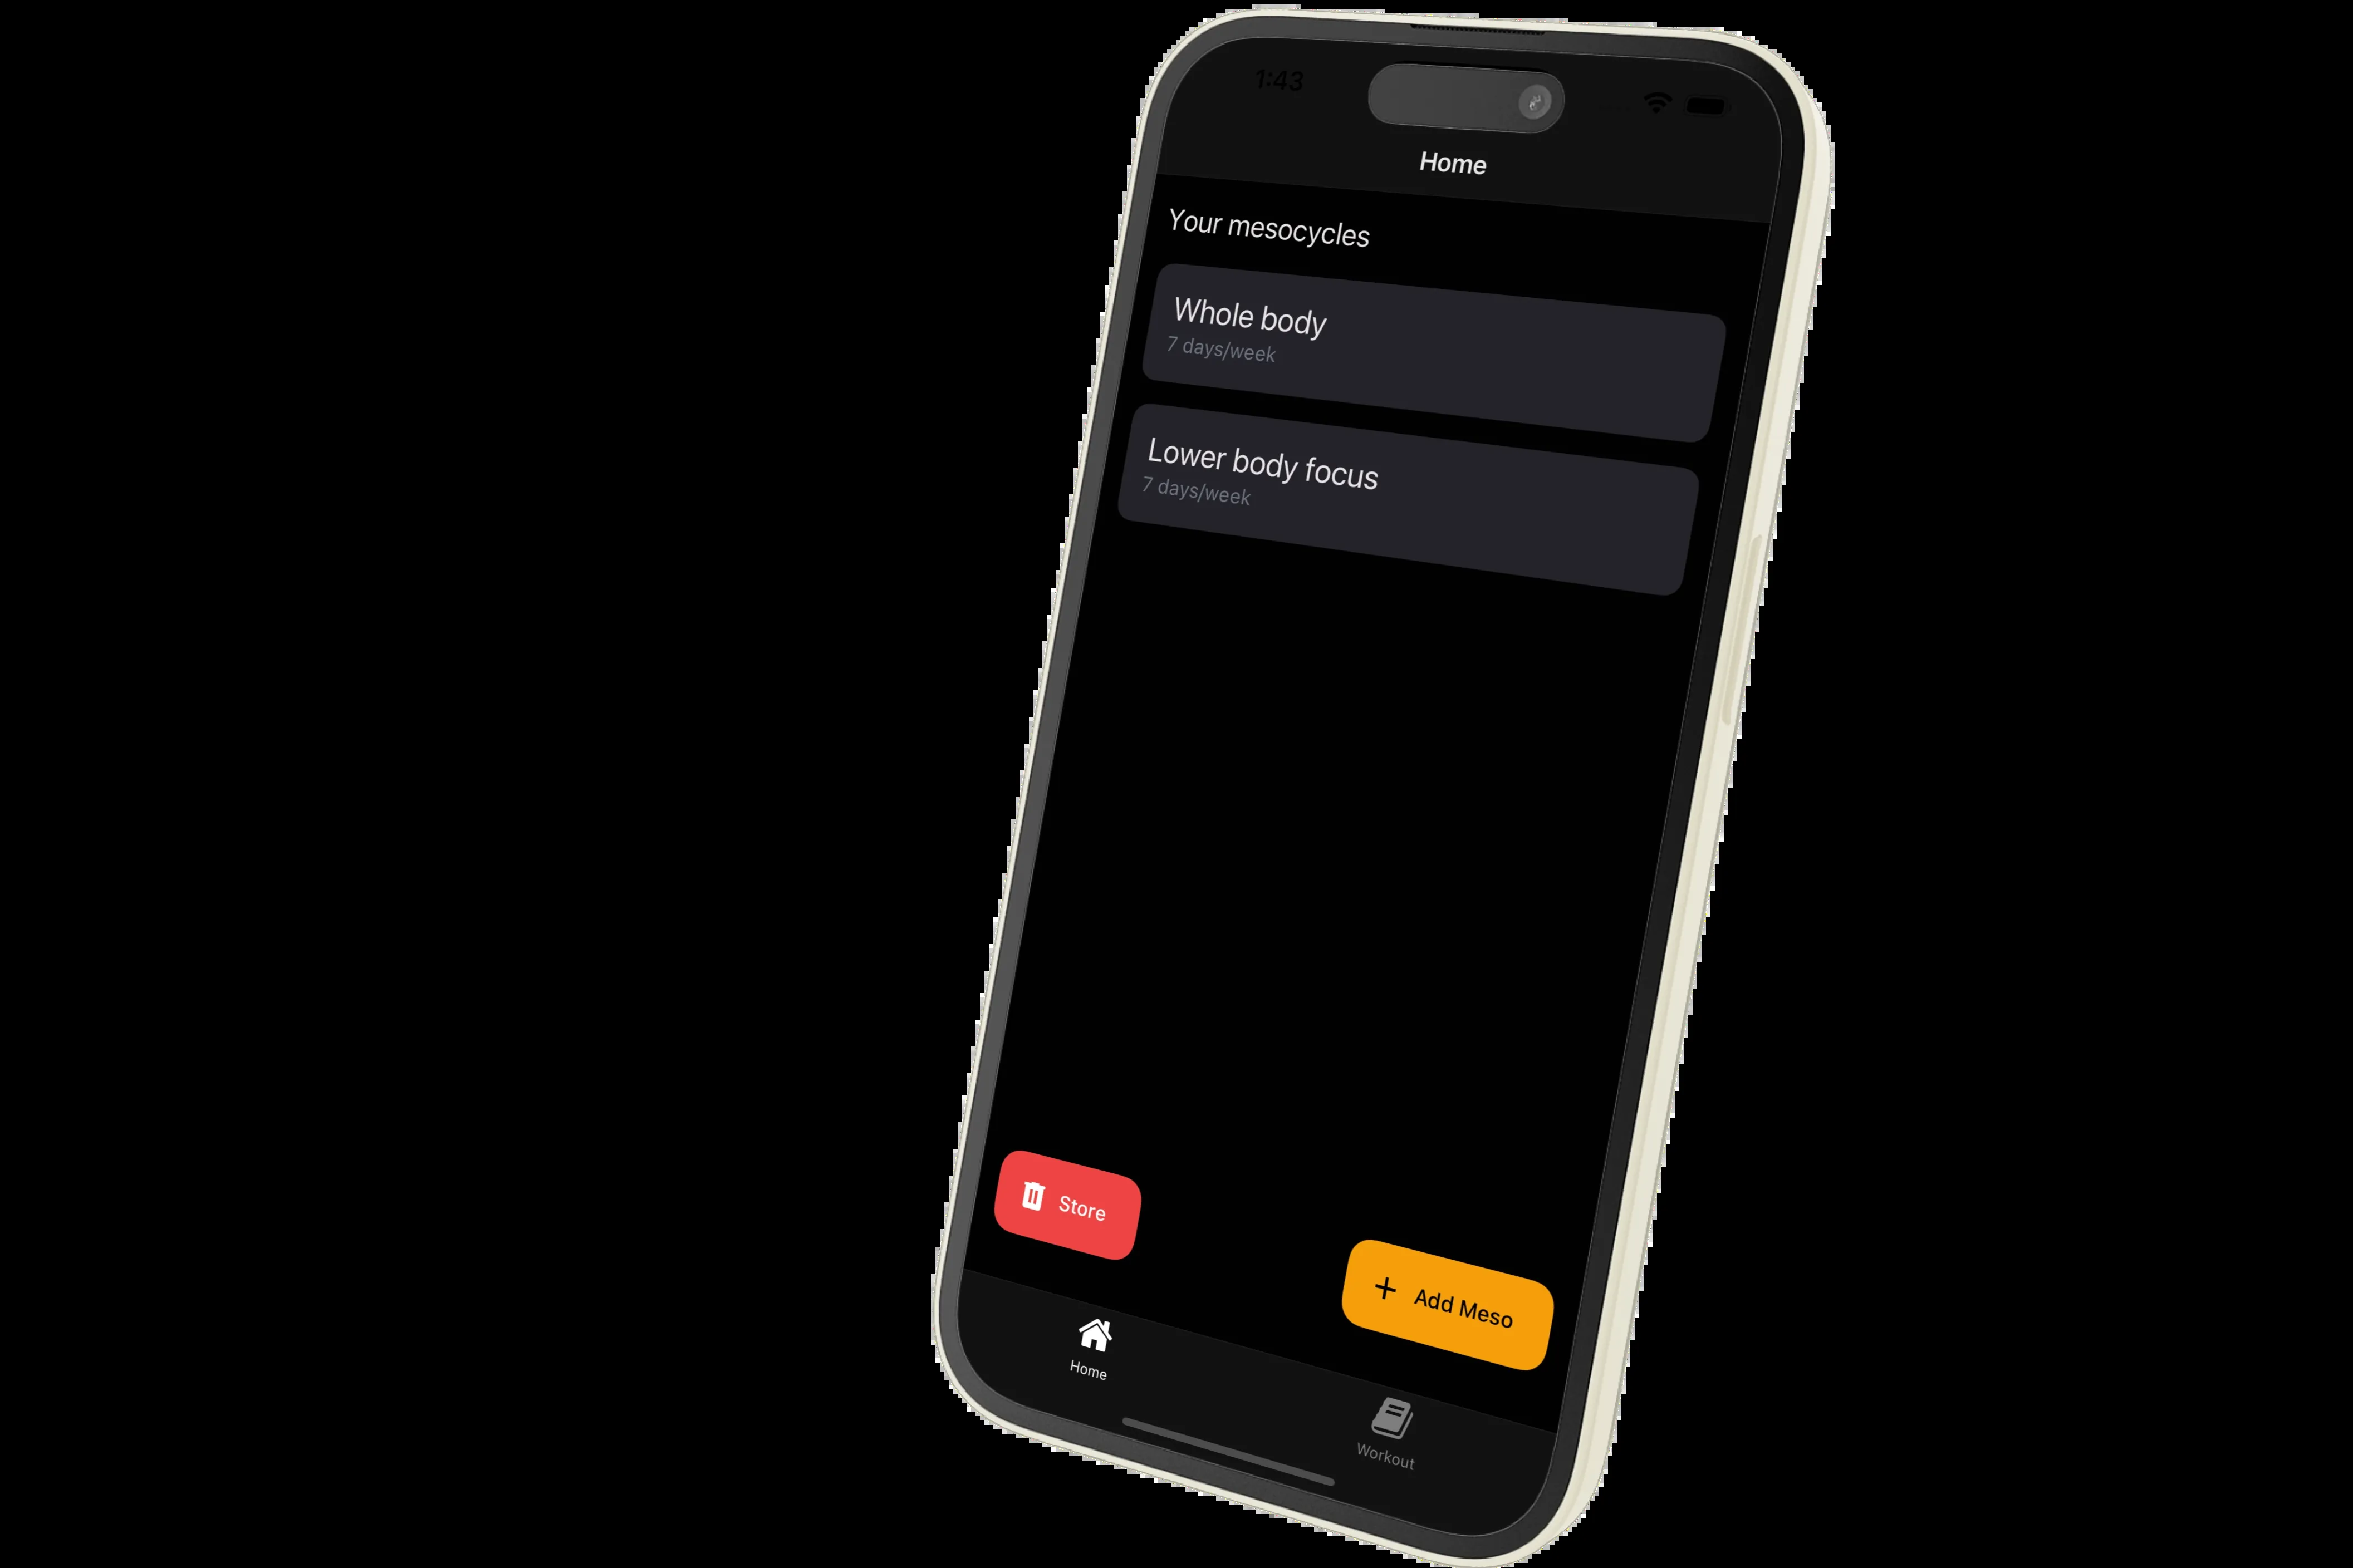 1:43
Home
Your mesocycles
Whole body
7 days/week
Lower body focus
7 days/week
Store
Add Meso
Home
Workout